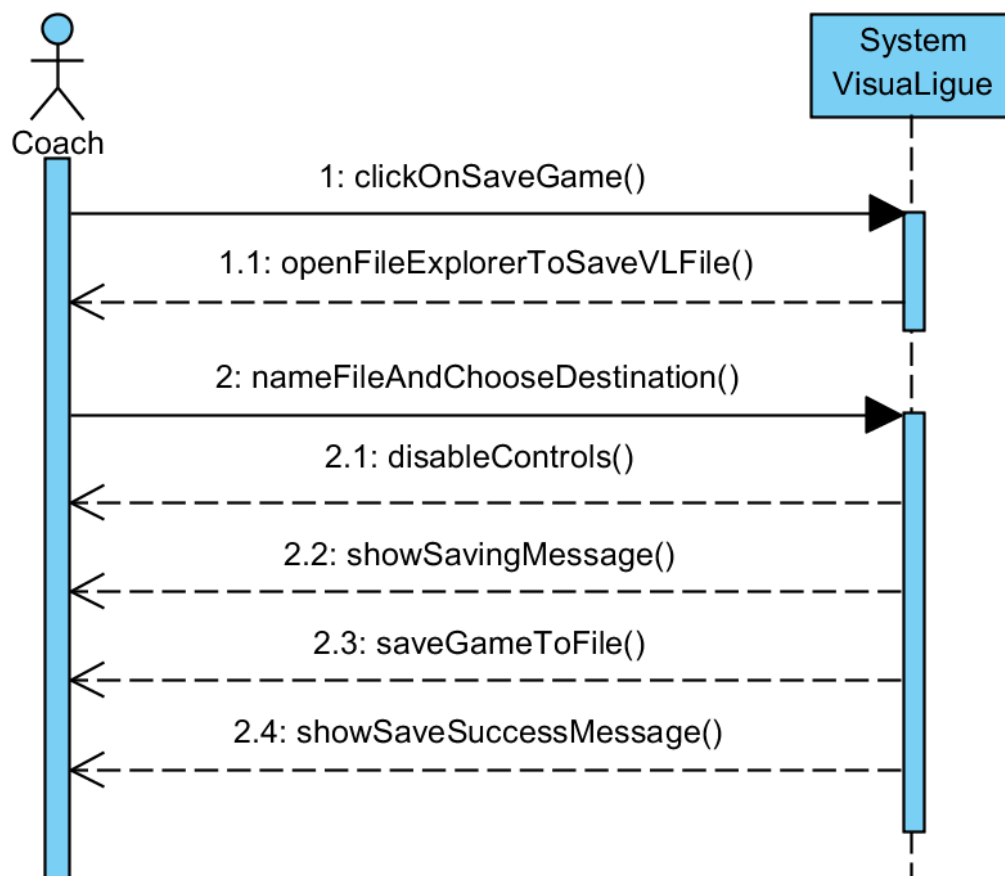 System
VisuaLigue
Coach
1: clickOnSaveGame()
1.1: openFileExplorerToSaveVLFile()
2: nameFileAndChooseDestination()
2.1: disableControls()
2.2: showSavingMessage()
2.3: saveGameToFile()
2.4: showSaveSuccessMessage()